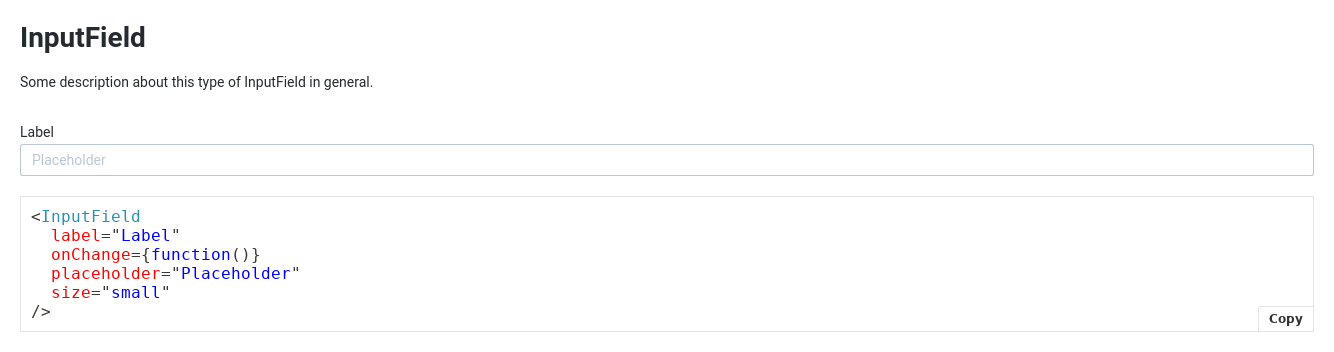 InputField
Some description about this type of InputField in general.
Label
Placeholder
<InputField
  label="Label"
  onChange={function()}
  placeholder="Placeholder"
  size="small"
/>
Copy